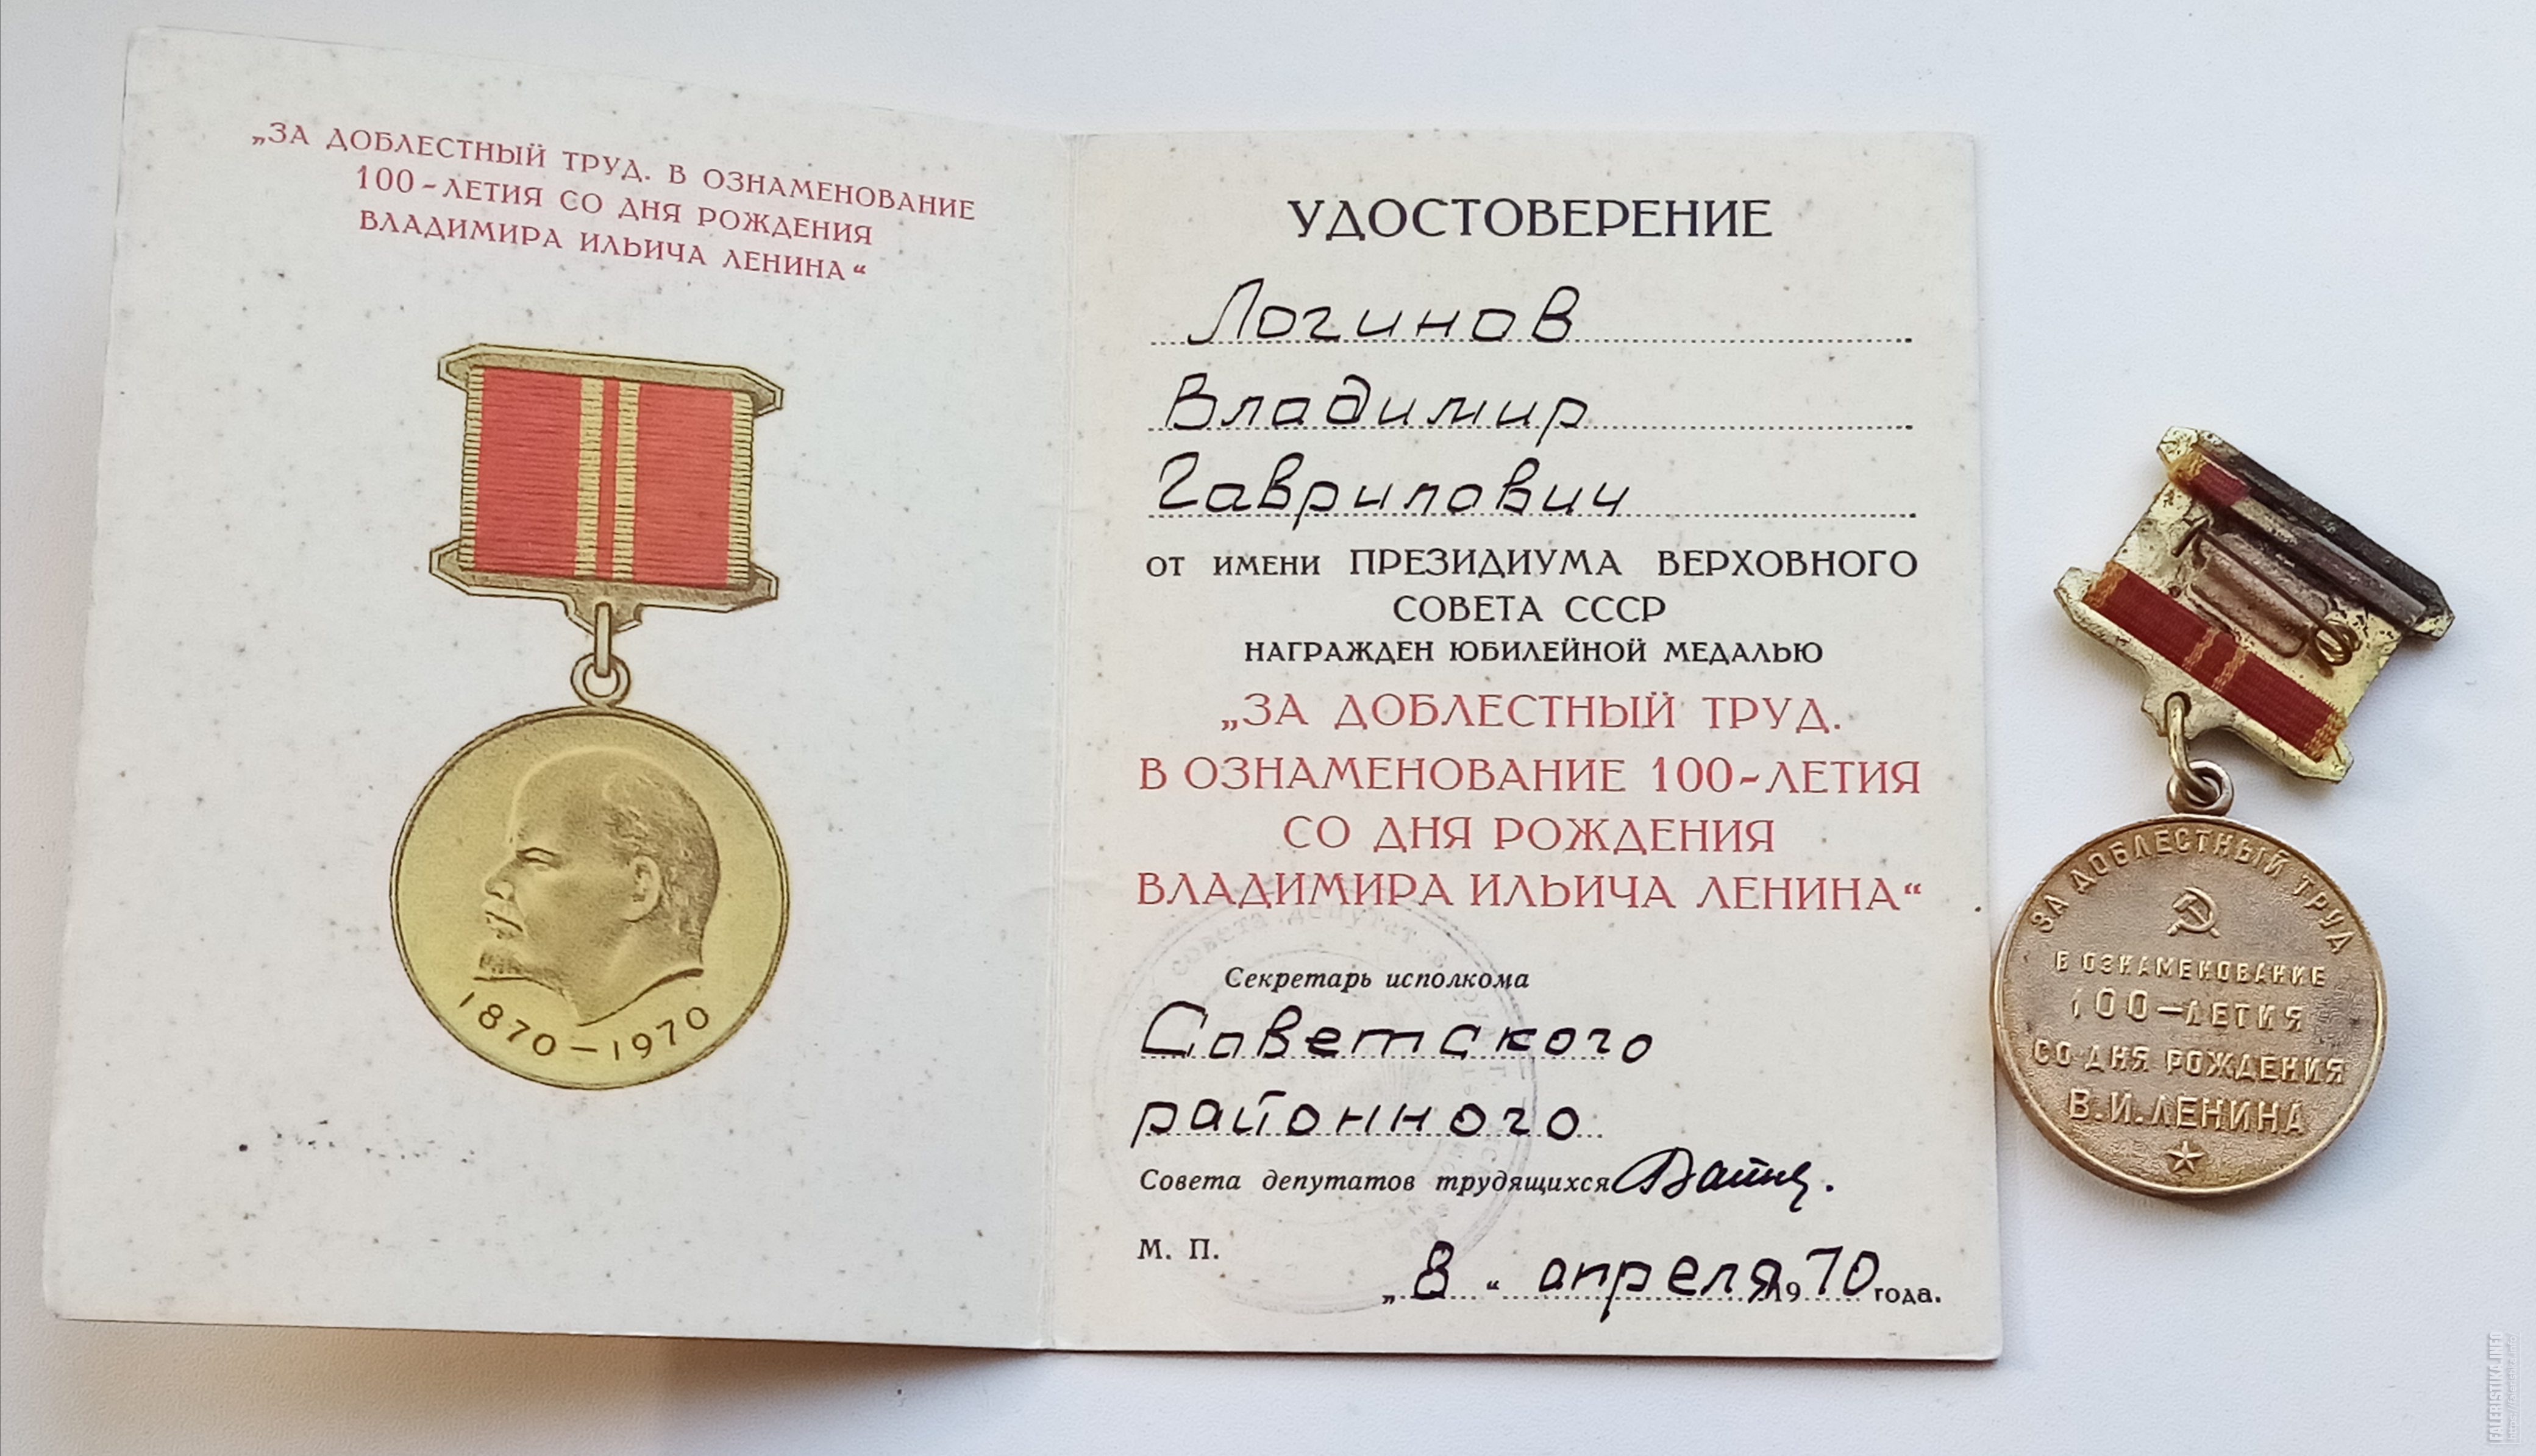 „ЗА ДОБЛЕСТНЫЙ ТРУД. В ОЗНАМЕНОВАНИЕ
100-ЛЕТИЯ СО ДНЯ РОЖДЕНИЯ
ВЛАДИМИРА ИЛЬИЧА ЛЕНИНА“
1870–1970
УДОСТОВЕРЕНИЕ
Логинов
Владимир
Гаврилович
ОТ ИМЕНИ ПРЕЗИДИУМА ВЕРХОВНОГО
СОВЕТА СССР
НАГРАЖДЕН ЮБИЛЕЙНОЙ МЕДАЛЬЮ
„ЗА ДОБЛЕСТНЫЙ ТРУД.
В ОЗНАМЕНОВАНИЕ 100-ЛЕТИЯ
СО ДНЯ РОЖДЕНИЯ
ВЛАДИМИРА ИЛЬИЧА ЛЕНИНА“
Секретарь исполкома
Советского
районного
Совета депутатов трудящихся
М. П.
„8“ апреля 1970 года.
ЗА ДОБЛЕСТНЫЙ ТРУД
В ОЗНАМЕНОВАНИЕ
100-ЛЕТИЯ
СО ДНЯ РОЖДЕНИЯ
В.И.ЛЕНИНА
FALERISTIKA.INFO